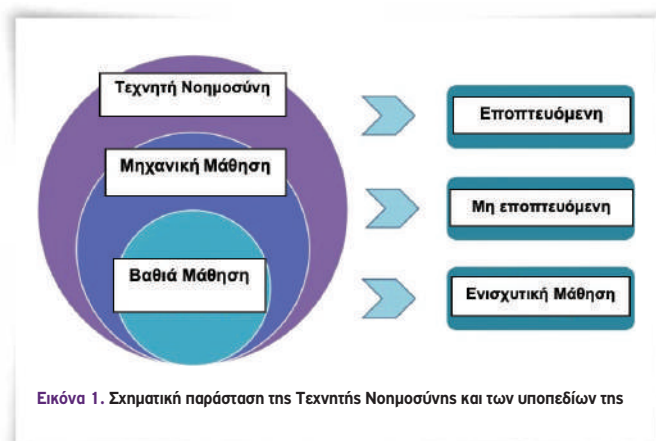 Τεχνητή Νοημοσύνη
Εποπτευόμενη
Μηχανική Μάθηση
Μη εποπτευόμενη
Βαθιά Μάθηση
Ενισχυτική Μάθηση
Εικόνα 1. Σχηματική παράσταση της Τεχνητής Νοημοσύνης και των υποπεδίων της